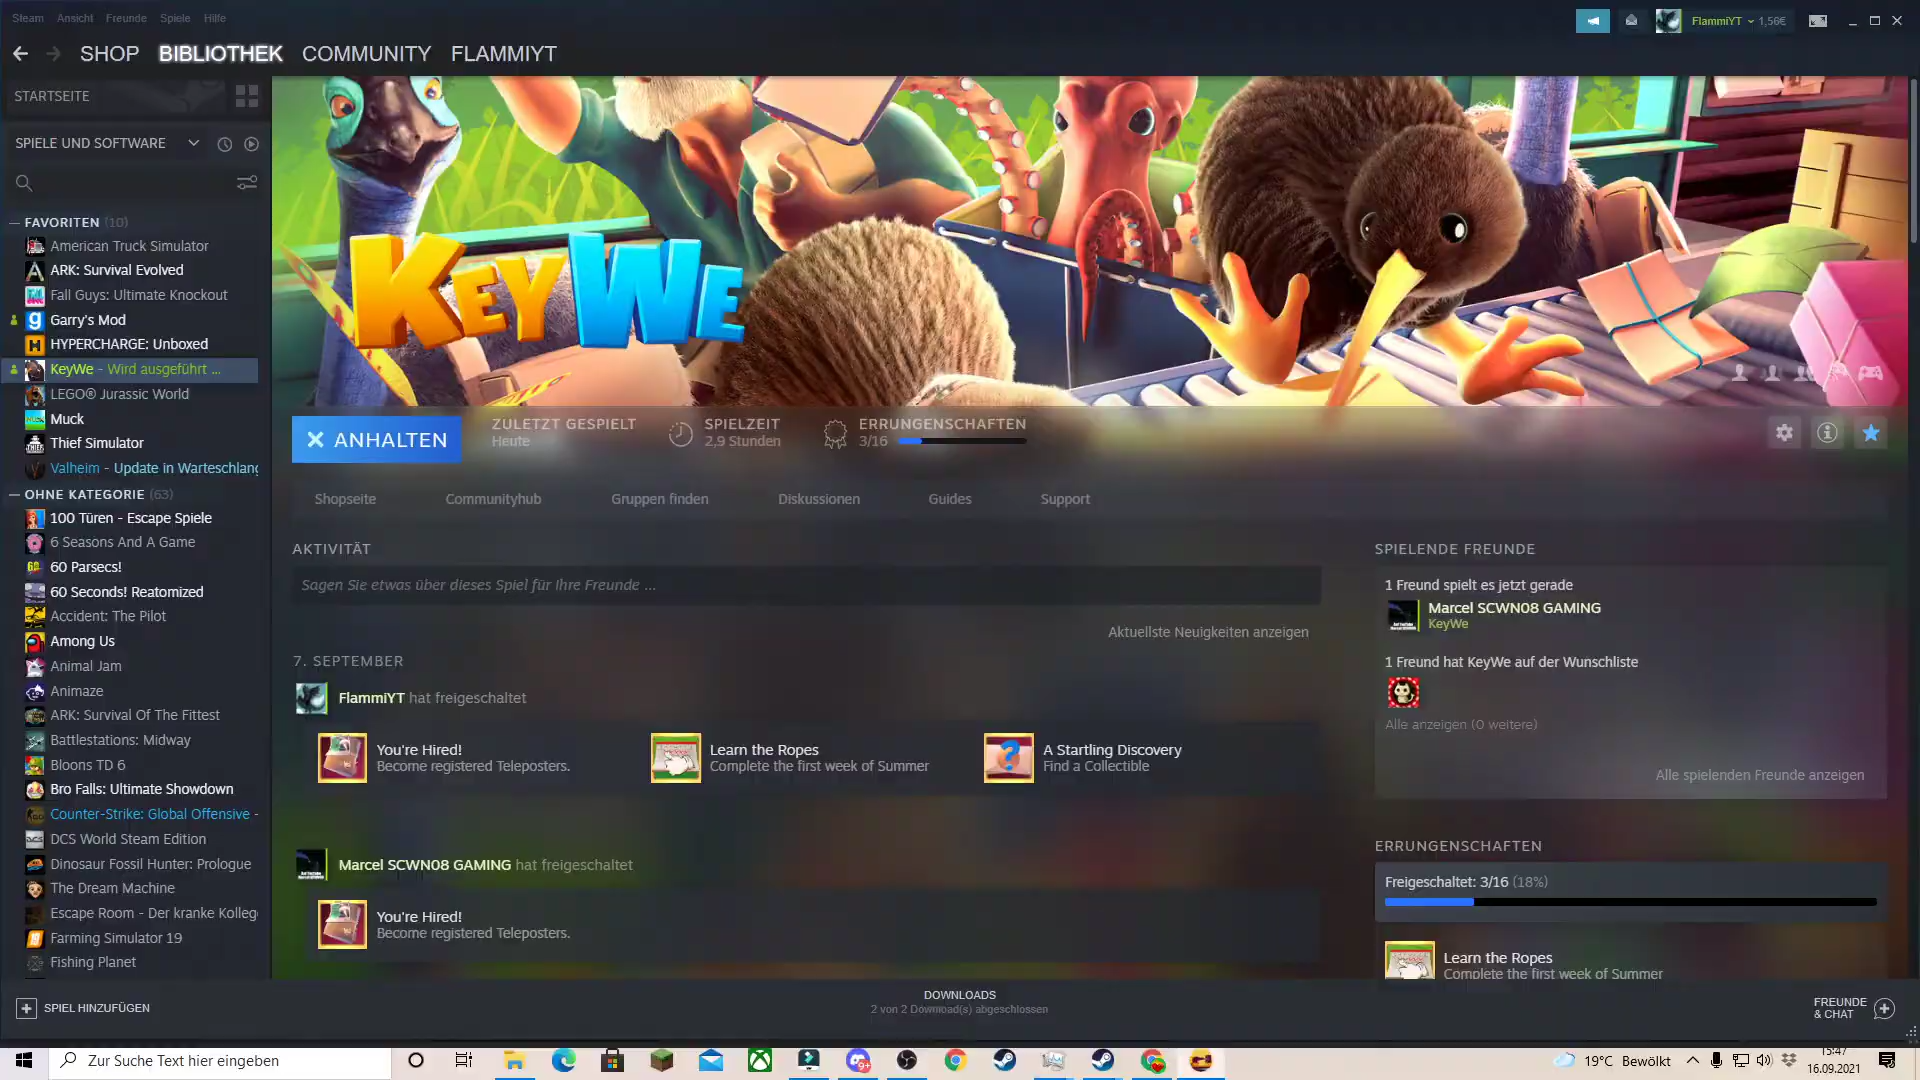 Steam Ansicht Freunde Spiele Hilfe
FlammiYT 1,56€
SHOP BIBLIOTHEK COMMUNITY FLAMMIYT
STARTSEITE
SPIELE UND SOFTWARE
FAVORITEN (10)
American Truck Simulator
ARK: Survival Evolved
Fall Guys: Ultimate Knockout
Garry's Mod
HYPERCHARGE: Unboxed
KeyWe - Wird ausgeführt ...
LEGO® Jurassic World
Muck
Thief Simulator
Valheim - Update in Warteschlang
OHNE KATEGORIE (63)
100 Türen - Escape Spiele
6 Seasons And A Game
60 Parsecs!
60 Seconds! Reatomized
Accident: The Pilot
Among Us
Animal Jam
Animaze
ARK: Survival Of The Fittest
Battlestations: Midway
Bloons TD 6
Bro Falls: Ultimate Showdown
Counter-Strike: Global Offensive -
DCS World Steam Edition
Dinosaur Fossil Hunter: Prologue
The Dream Machine
Escape Room - Der kranke Kolleg
Farming Simulator 19
Fishing Planet
KEYWE
ANHALTEN
ZULETZT GESPIELT
Heute
SPIELZEIT
2,9 Stunden
ERRUNGENSCHAFTEN
3/16
Shopseite Communityhub Gruppen finden Diskussionen Guides Support
AKTIVITÄT
Sagen Sie etwas über dieses Spiel für Ihre Freunde ...
Aktuellste Neuigkeiten anzeigen
7. SEPTEMBER
FlammiYT hat freigeschaltet
You're Hired!
Become registered Teleposters.
Learn the Ropes
Complete the first week of Summer
A Startling Discovery
Find a Collectible
Marcel SCWN08 GAMING hat freigeschaltet
You're Hired!
Become registered Teleposters.
SPIELENDE FREUNDE
1 Freund spielt es jetzt gerade
Marcel SCWN08 GAMING
KeyWe
1 Freund hat KeyWe auf der Wunschliste
Alle anzeigen (0 weitere)
Alle spielenden Freunde anzeigen
ERRUNGENSCHAFTEN
Freigeschaltet: 3/16 (18%)
Learn the Ropes
Complete the first week of Summer
SPIEL HINZUFÜGEN
DOWNLOADS
2 von 2 Download(s) abgeschlossen
FREUNDE
& CHAT
Zur Suche Text hier eingeben
9+
19°C Bewölkt
15:47
16.09.2021